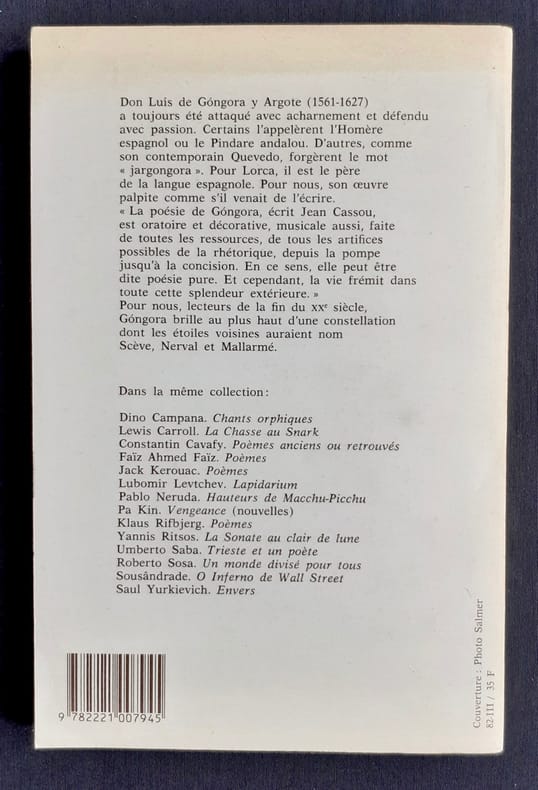 Don Luis de Góngora y Argote (1561-1627)
a toujours été attaqué avec acharnement et défendu
avec passion. Certains l'appelèrent l'Homère
espagnol ou le Pindare andalou. D'autres, comme
son contemporain Quevedo, forgèrent le mot
« jargongora ». Pour Lorca, il est le père
de la langue espagnole. Pour nous, son œuvre
palpite comme s'il venait de l'écrire.
« La poésie de Góngora, écrit Jean Cassou,
est oratoire et décorative, musicale aussi, faite
de toutes les ressources, de tous les artifices
possibles de la rhétorique, depuis la pompe
jusqu'à la concision. En ce sens, elle peut être
dite poésie pure. Et cependant, la vie frémit dans
toute cette splendeur extérieure. »
Pour nous, lecteurs de la fin du XXe siècle,
Góngora brille au plus haut d'une constellation
dont les étoiles voisines auraient nom
Scève, Nerval et Mallarmé.
Dans la même collection :
Dino Campana. Chants orphiques
Lewis Carroll. La Chasse au Snark
Constantin Cavafy. Poèmes anciens ou retrouvés
Faïz Ahmed Faïz. Poèmes
Jack Kerouac. Poèmes
Lubomir Levtchev. Lapidarium
Pablo Neruda. Hauteurs de Macchu-Picchu
Pa Kin. Vengeance (nouvelles)
Klaus Rifbjerg. Poèmes
Yannis Ritsos. La Sonate au clair de lune
Umberto Saba. Trieste et un poète
Roberto Sosa. Un monde divisé pour tous
Sousândrade. O Inferno de Wall Street
Saul Yurkievich. Envers
9 782221 007945
Couverture : Photo Salmer
82-III / 35 F